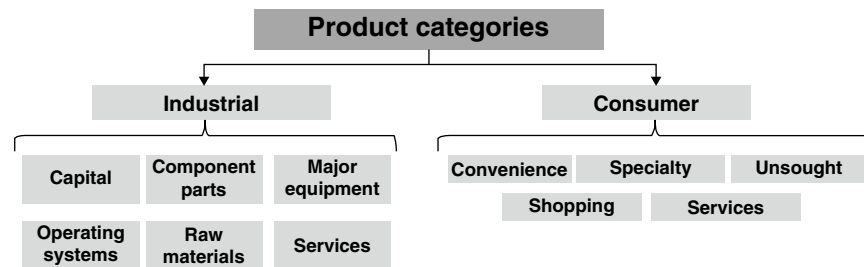 Product categories
Industrial
Consumer
Capital
Component
parts
Major
equipment
Operating
systems
Raw
materials
Services
Convenience
Specialty
Unsought
Shopping
Services